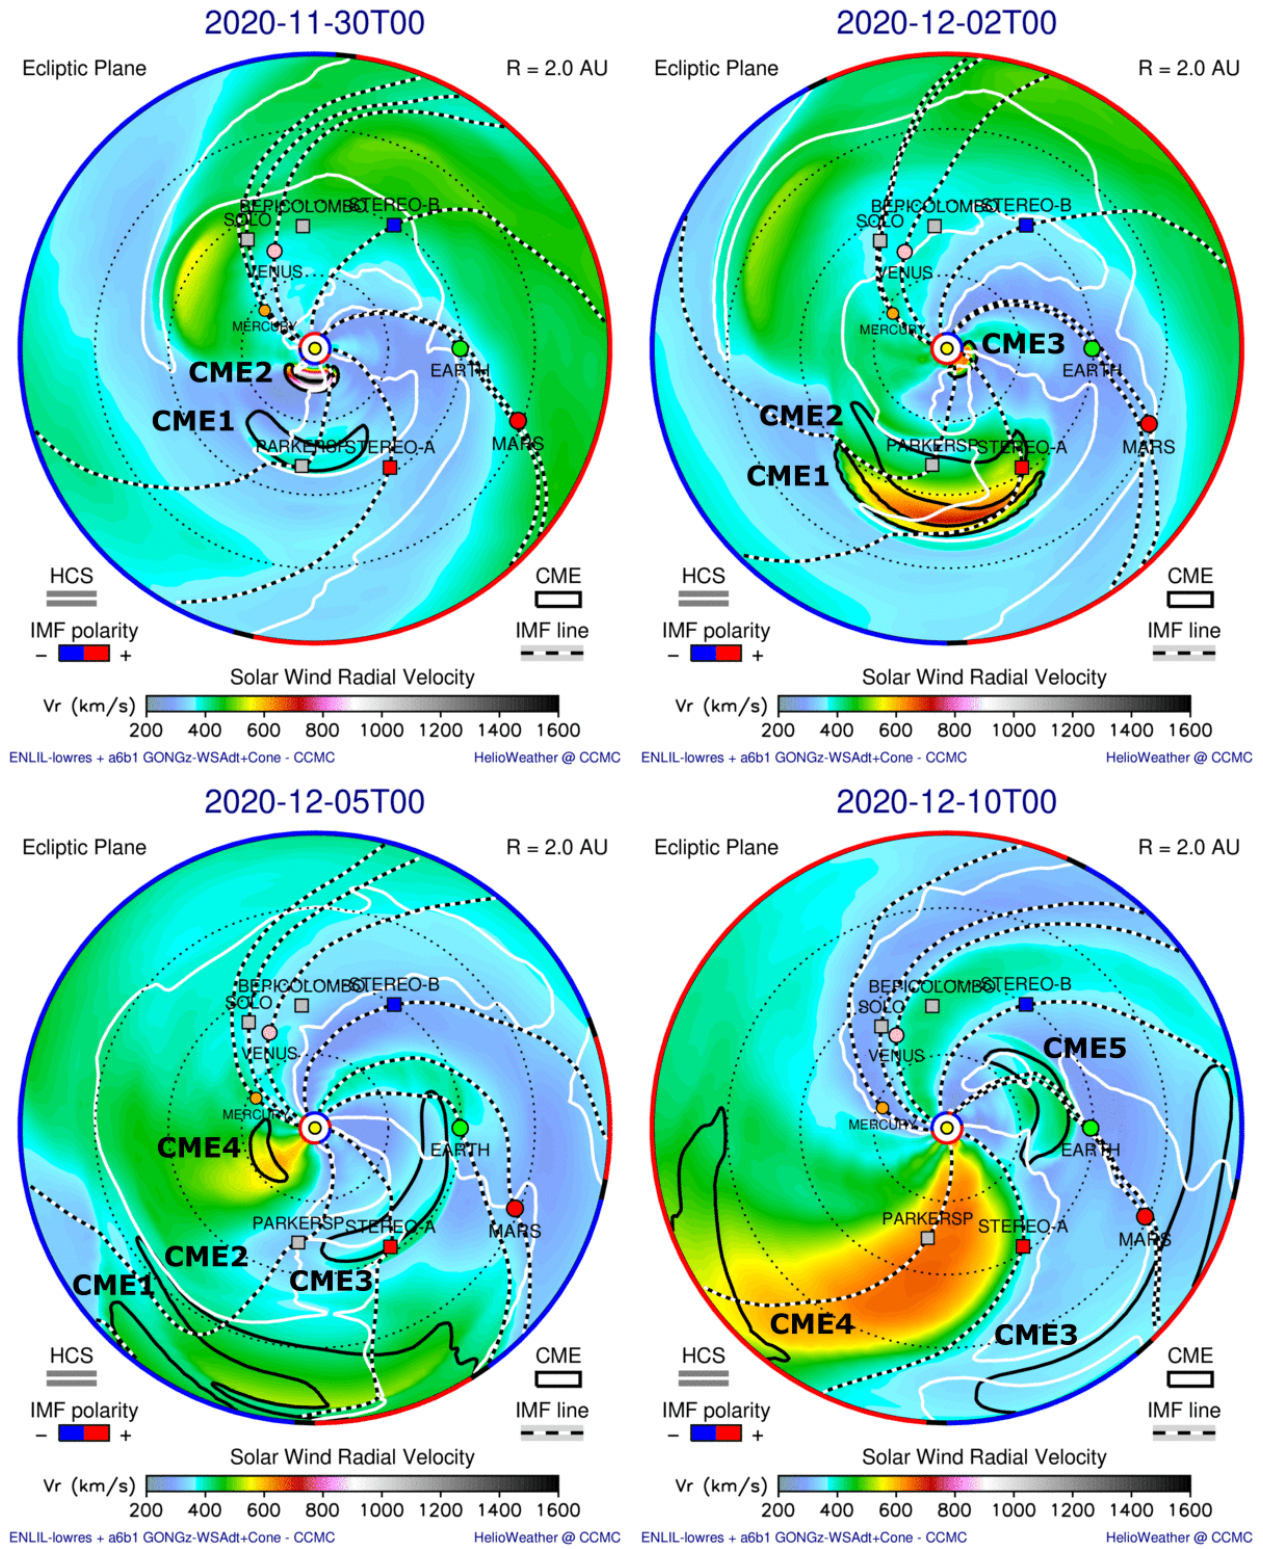 2020-11-30T00
Ecliptic Plane R = 2.0 AU
BEPICOLOMBO STEREO-B
SOLO
VENUS
MERCURY
CME2
EARTH
CME1
PARKERSP STEREO-A
MARS
HCS CME
IMF polarity IMF line
− +
Solar Wind Radial Velocity
Vr (km/s)
200 400 600 800 1000 1200 1400 1600
ENLIL-lowres + a6b1 GONGz-WSAdt+Cone - CCMC HelioWeather @ CCMC
2020-12-02T00
Ecliptic Plane R = 2.0 AU
BEPICOLOMBO STEREO-B
SOLO
VENUS
MERCURY
CME3
EARTH
CME2
PARKERSP STEREO-A
MARS
CME1
HCS CME
IMF polarity IMF line
− +
Solar Wind Radial Velocity
Vr (km/s)
200 400 600 800 1000 1200 1400 1600
ENLIL-lowres + a6b1 GONGz-WSAdt+Cone - CCMC HelioWeather @ CCMC
2020-12-05T00
Ecliptic Plane R = 2.0 AU
BEPICOLOMBO STEREO-B
SOLO
VENUS
MERCURY
CME4
EARTH
PARKERSP STEREO-A
MARS
CME2
CME1
CME3
HCS CME
IMF polarity IMF line
− +
Solar Wind Radial Velocity
Vr (km/s)
200 400 600 800 1000 1200 1400 1600
ENLIL-lowres + a6b1 GONGz-WSAdt+Cone - CCMC HelioWeather @ CCMC
2020-12-10T00
Ecliptic Plane R = 2.0 AU
BEPICOLOMBO STEREO-B
SOLO
CME5
VENUS
MERCURY
EARTH
PARKERSP STEREO-A
MARS
CME4
CME3
HCS CME
IMF polarity IMF line
− +
Solar Wind Radial Velocity
Vr (km/s)
200 400 600 800 1000 1200 1400 1600
ENLIL-lowres + a6b1 GONGz-WSAdt+Cone - CCMC HelioWeather @ CCMC